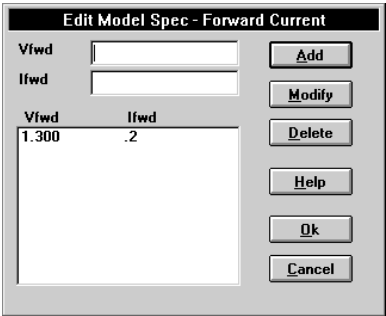 Edit Model Spec - Forward Current
Vfwd
Add
Ifwd
Modify
Vfwd Ifwd
Delete
1.300 .2
Help
Ok
Cancel